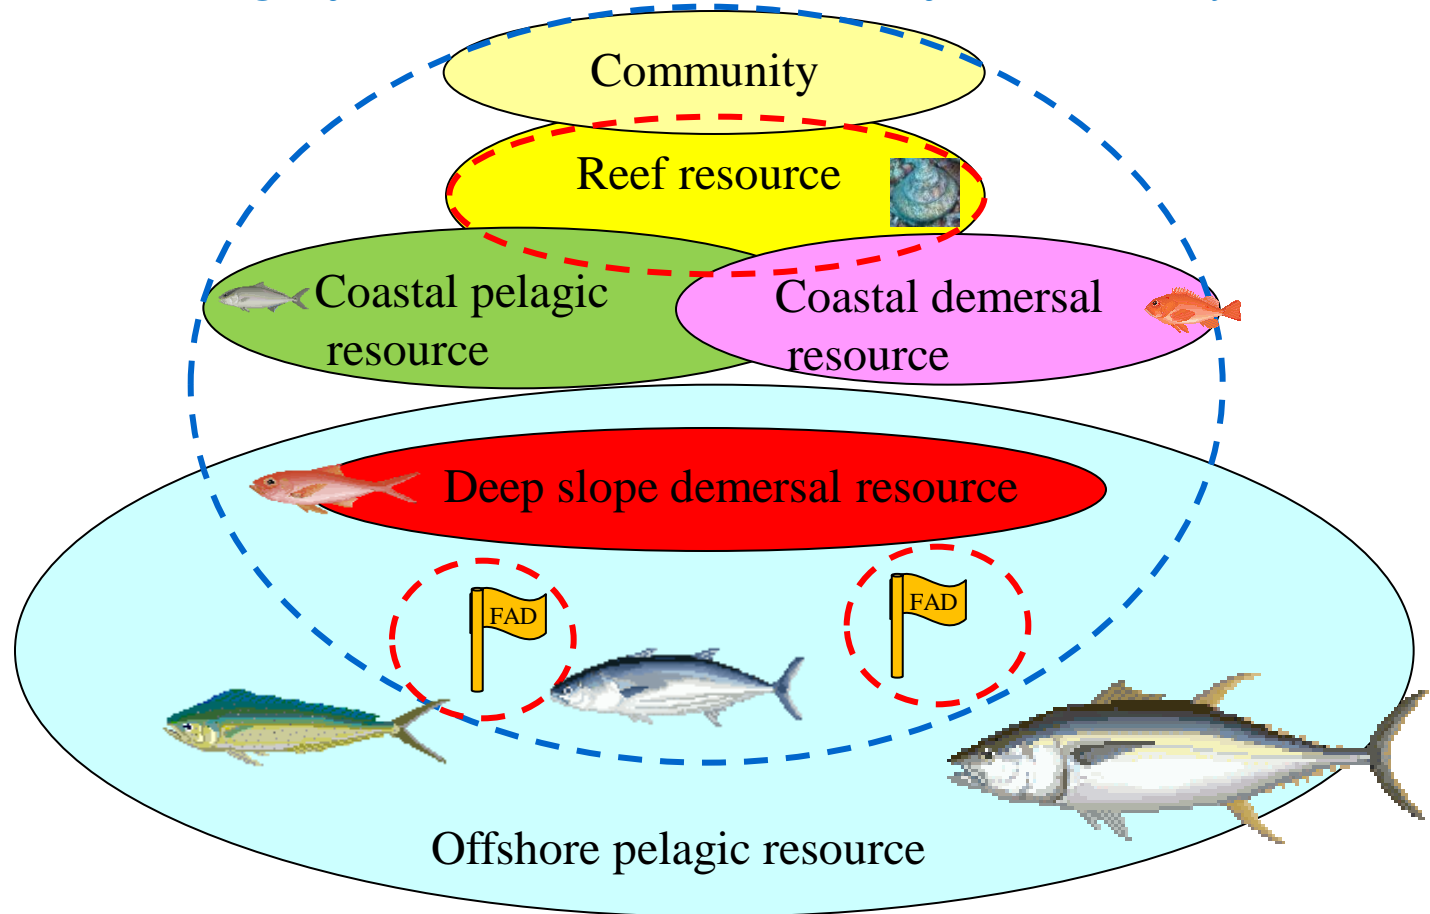 Community
Reef resource
Coastal pelagic
resource
Coastal demersal
resource
Deep slope demersal resource
FAD
FAD
Offshore pelagic resource